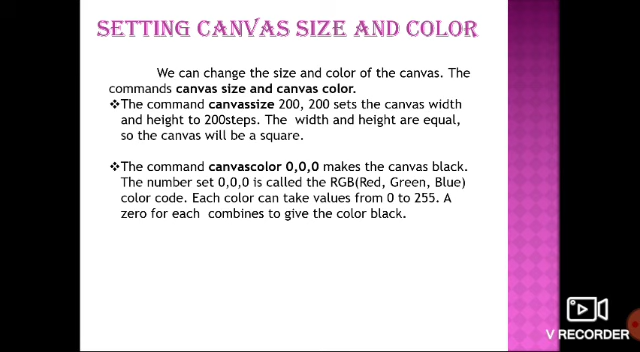 SETTING CANVAS SIZE AND COLOR
We can change the size and color of the canvas. The
commands canvas size and canvas color.
❖The command canvassize 200, 200 sets the canvas width
and height to 200steps. The width and height are equal,
so the canvas will be a square.
❖The command canvascolor 0,0,0 makes the canvas black.
The number set 0,0,0 is called the RGB(Red, Green, Blue)
color code. Each color can take values from 0 to 255. A
zero for each combines to give the color black.
V RECORDER